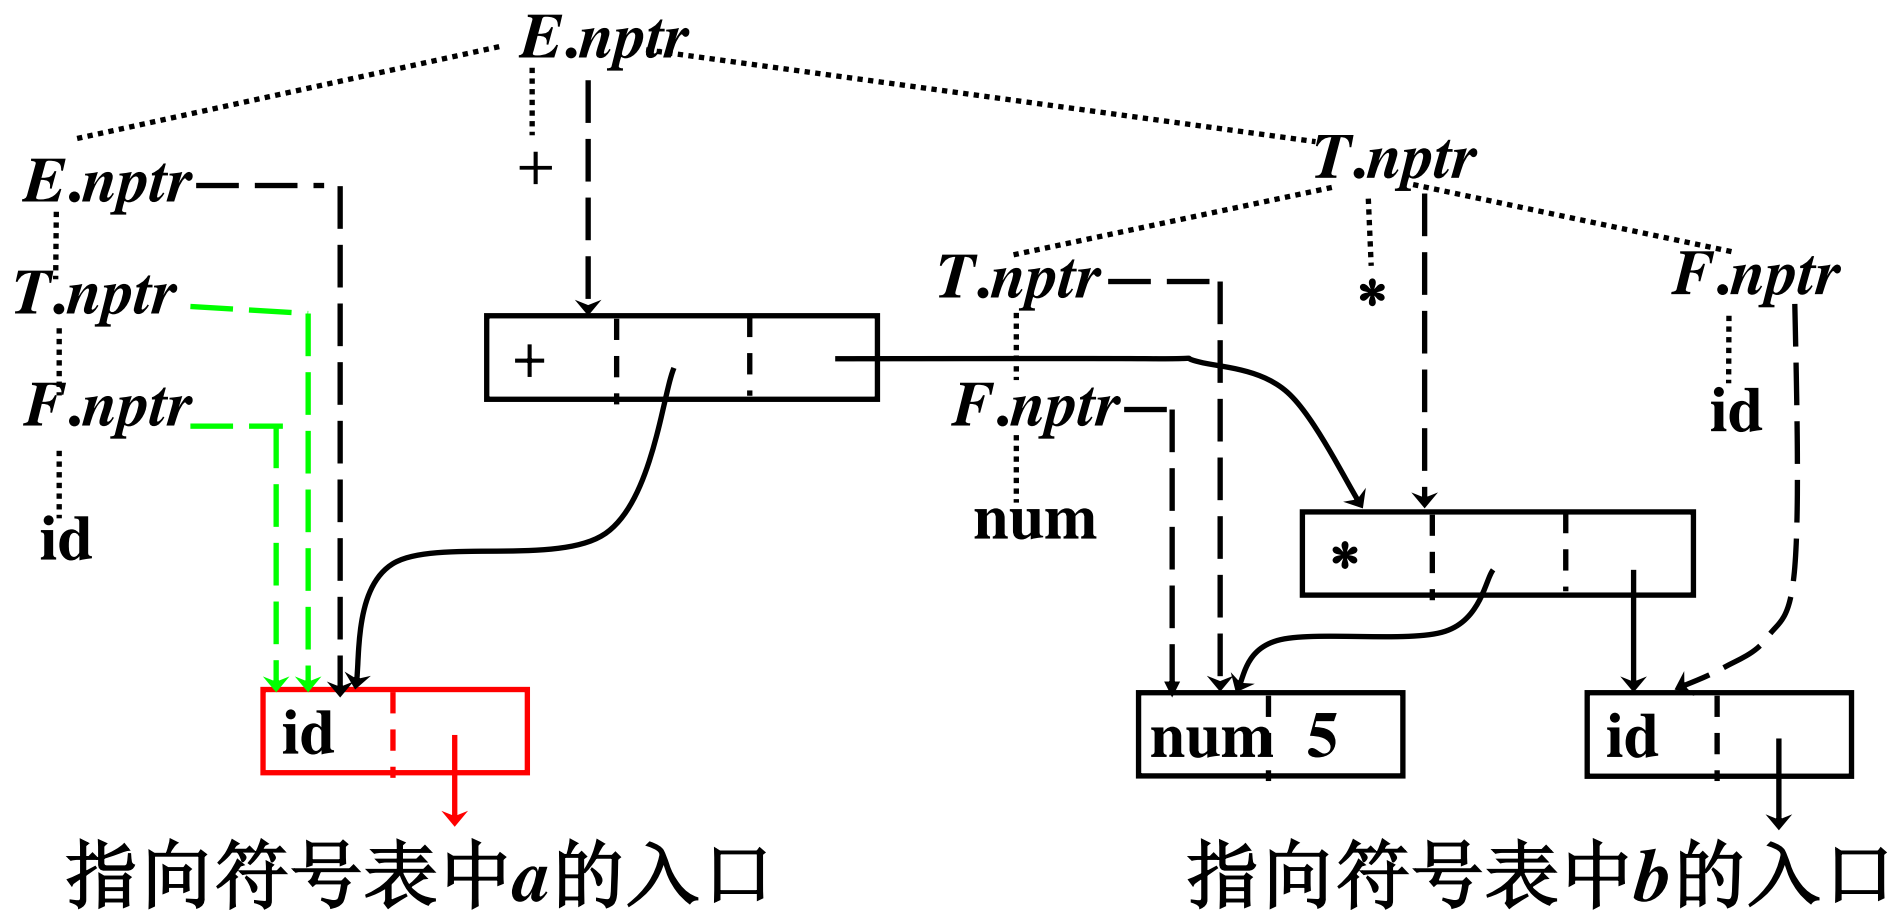 E.nptr
+
T.nptr
E.nptr
T.nptr
*
F.nptr
T.nptr
+
F.nptr
F.nptr
id
id
num
*
id
num 5
id
指向符号表中a的入口
指向符号表中b的入口